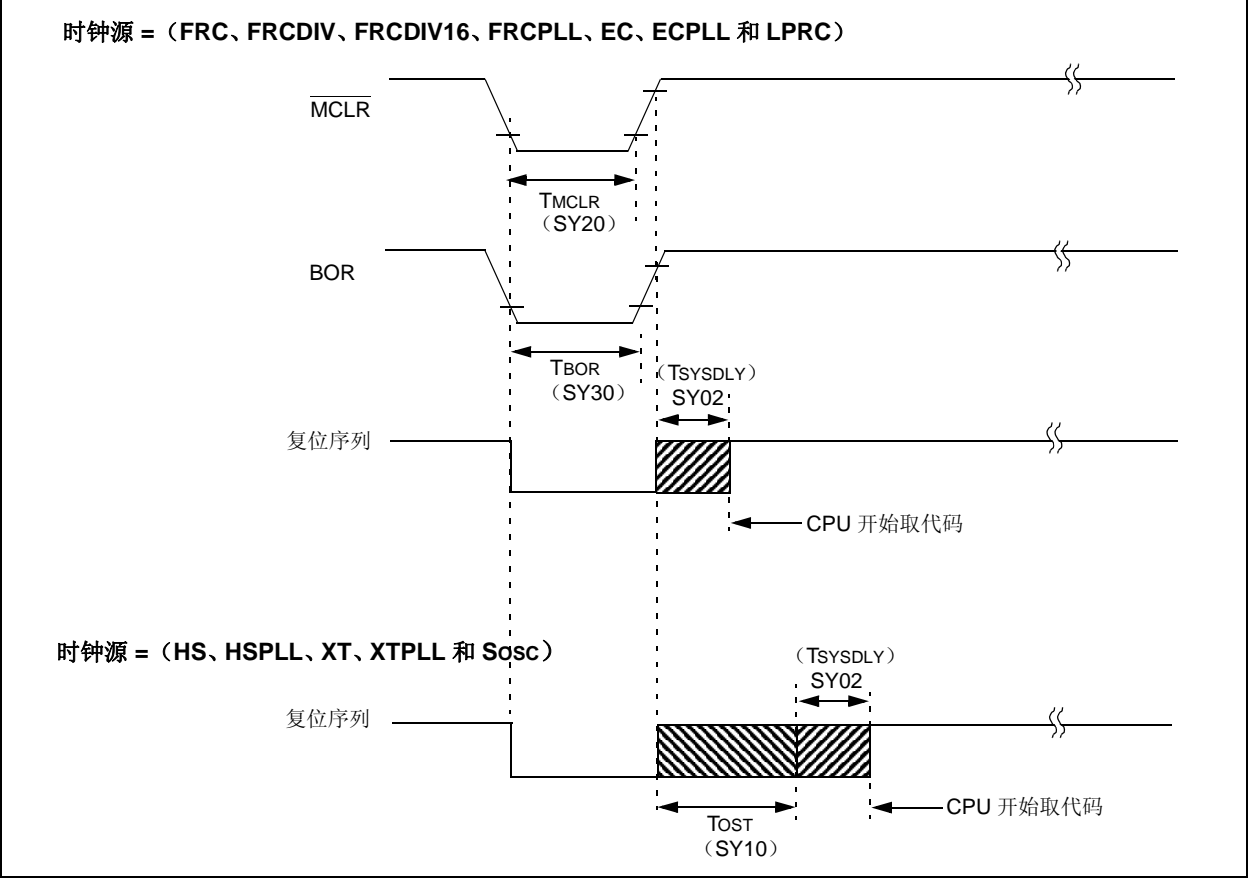 时钟源 =（FRC、FRCDIV、FRCDIV16、FRCPLL、EC、ECPLL 和 LPRC）
MCLR
TMCLR
（SY20）
BOR
TBOR
（SY30）
（TSYSDLY）
SY02
复位序列
CPU 开始取代码
时钟源 =（HS、HSPLL、XT、XTPLL 和 SOSC）
（TSYSDLY）
SY02
复位序列
CPU 开始取代码
TOST
（SY10）